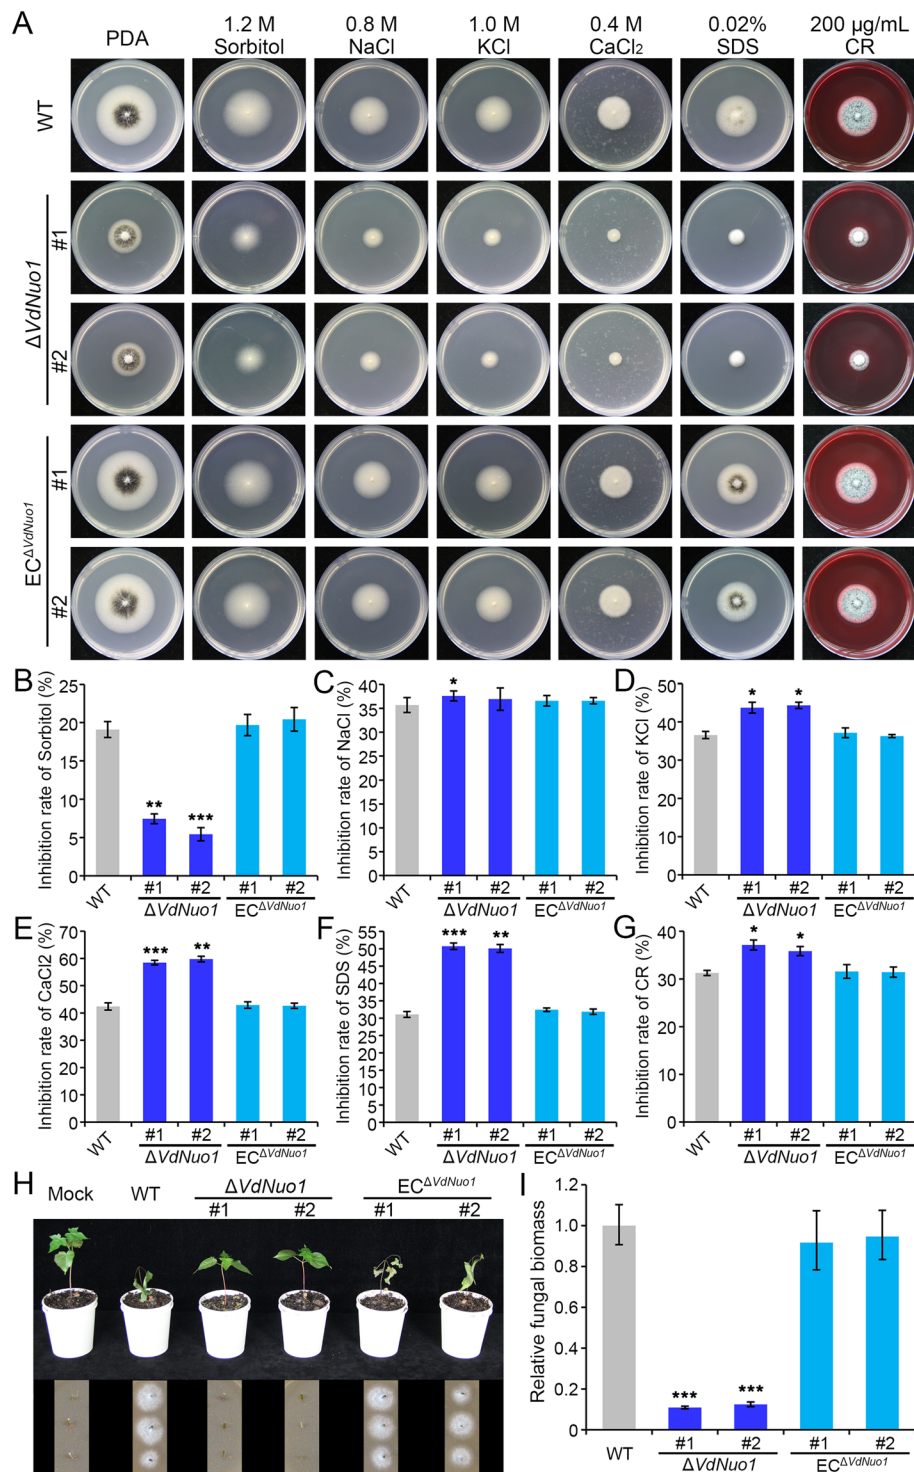 A
PDA
1.2 M
Sorbitol
0.8 M
NaCl
1.0 M
KCl
0.4 M
CaCl2
0.02%
SDS
200 µg/mL
CR
WT
ΔVdNuo1
#1
#2
EC^ΔVdNuo1
#1
#2
B
Inhibition rate of Sorbitol (%)
25
20
15
10
5
0
** ***
WT #1 #2 #1 #2
ΔVdNuo1 EC^ΔVdNuo1
C
Inhibition rate of NaCl (%)
40
35
30
25
20
15
10
5
0
*
WT #1 #2 #1 #2
ΔVdNuo1 EC^ΔVdNuo1
D
Inhibition rate of KCl (%)
50
40
30
20
10
0
* *
WT #1 #2 #1 #2
ΔVdNuo1 EC^ΔVdNuo1
E
Inhibition rate of CaCl2 (%)
70
60
50
40
30
20
10
0
*** **
WT #1 #2 #1 #2
ΔVdNuo1 EC^ΔVdNuo1
F
Inhibition rate of SDS (%)
55
50
45
40
35
30
25
20
15
10
5
0
*** **
WT #1 #2 #1 #2
ΔVdNuo1 EC^ΔVdNuo1
G
Inhibition rate of CR (%)
40
30
20
10
0
* *
WT #1 #2 #1 #2
ΔVdNuo1 EC^ΔVdNuo1
H
Mock WT ΔVdNuo1 EC^ΔVdNuo1
#1 #2 #1 #2
I
Relative fungal biomass
1.2
1.0
0.8
0.6
0.4
0.2
0
*** ***
WT #1 #2 #1 #2
ΔVdNuo1 EC^ΔVdNuo1